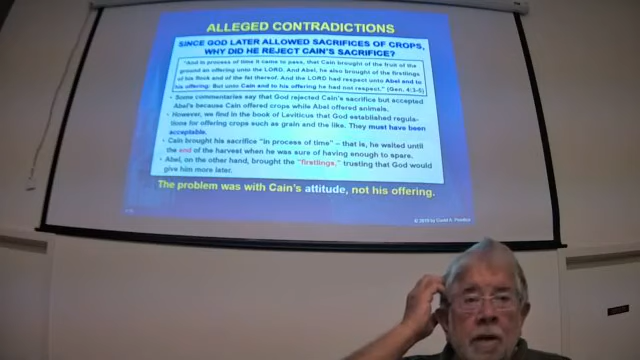 ALLEGED CONTRADICTIONS
SINCE GOD LATER ALLOWED SACRIFICES OF CROPS,
WHY DID HE REJECT CAIN'S SACRIFICE?
"And in process of time it came to pass, that Cain brought of the fruit of the
ground an offering unto the LORD. And Abel, he also brought of the firstlings
of his flock and of the fat thereof. And the LORD had respect unto Abel and to
his offering: But unto Cain and to his offering he had not respect." (Gen. 4:3-5)
• Some commentaries say that God rejected Cain's sacrifice but accepted
Abel's because Cain offered crops while Abel offered animals.
• However, we find in the book of Leviticus that God established regula-
tions for offering crops such as grain and the like. They must have been
acceptable.
• Cain brought his sacrifice "in process of time" – that is, he waited until
the end of the harvest when he was sure of having enough to spare.
• Abel, on the other hand, brought the "firstlings," trusting that God would
give him more later.
The problem was with Cain's attitude, not his offering.
by David A.